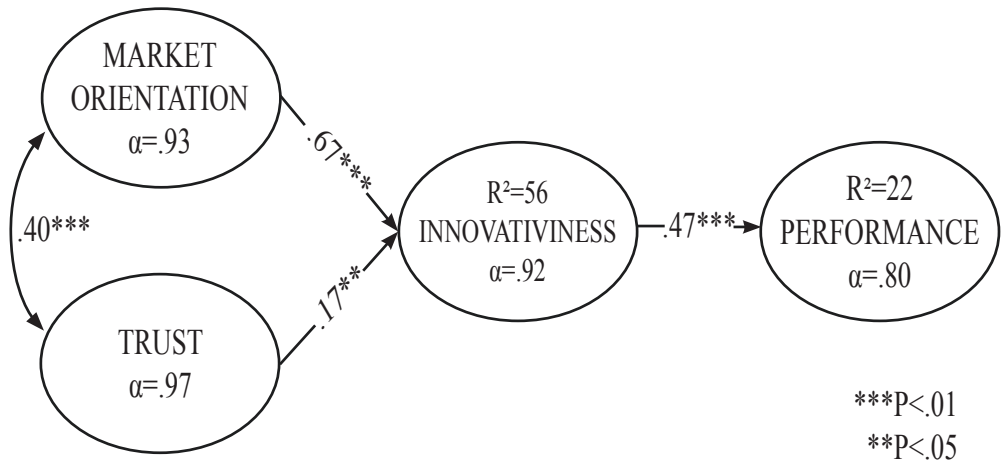 MARKET
ORIENTATION
α=.93
.67***
.40***
R²=56
INNOVATIVINESS
α=.92
.47***
R²=22
PERFORMANCE
α=.80
.17**
TRUST
α=.97
***P<.01
**P<.05